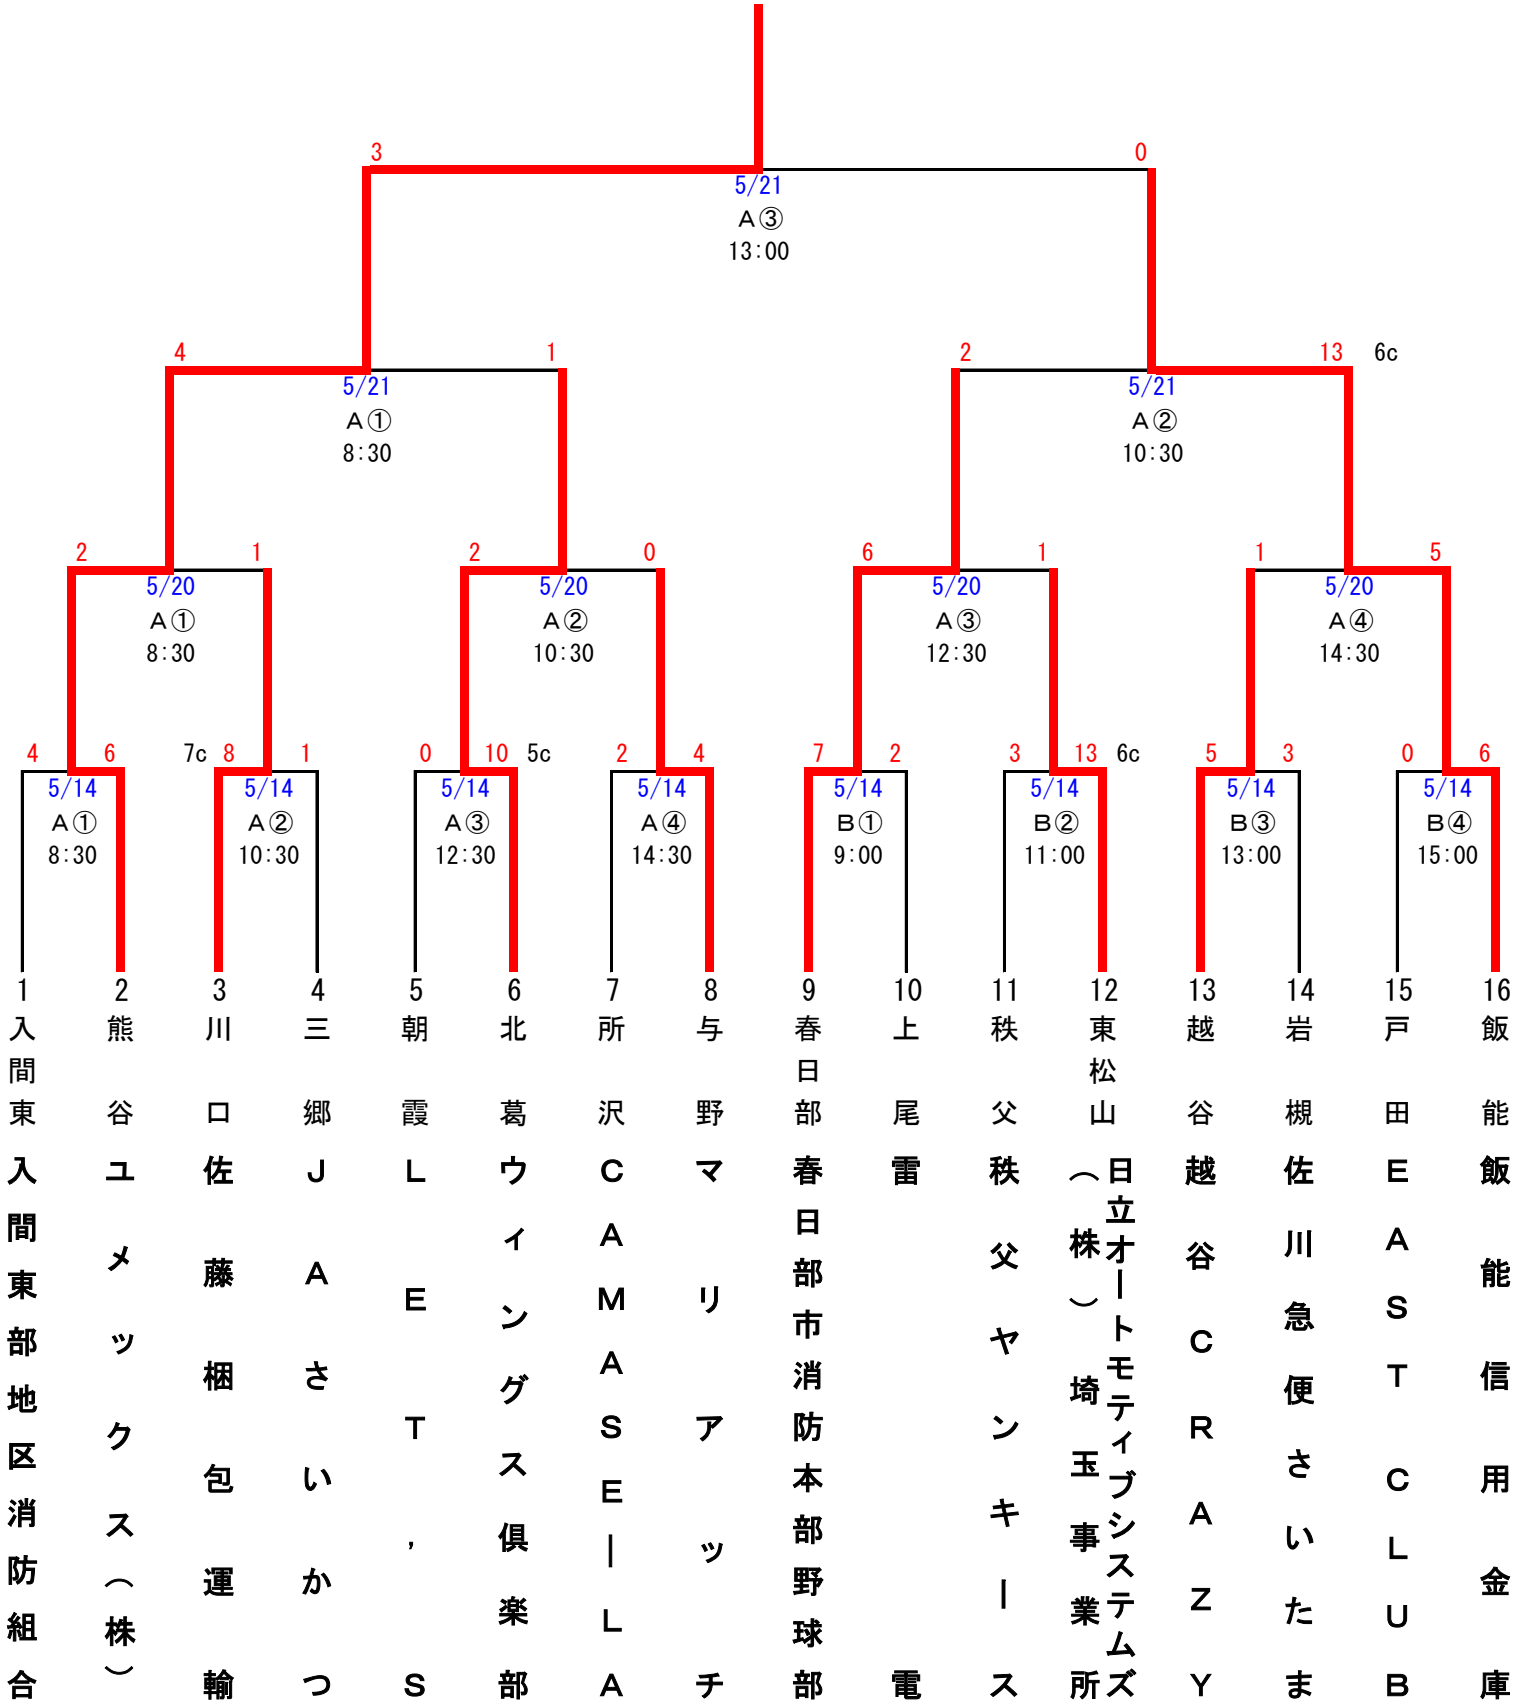 3 0
5/21
A③
13:00
4 1 2 13 6c
5/21 5/21
A① A②
8:30 10:30
2 1 2 0 6 1 1 5
5/20 5/20 5/20 5/20
A① A② A③ A④
8:30 10:30 12:30 14:30
4 6 7c 8 1 0 10 5c 2 4 7 2 3 13 6c 5 3 0 6
5/14 5/14 5/14 5/14 5/14 5/14 5/14 5/14
A① A② A③ A④ B① B② B③ B④
8:30 10:30 12:30 14:30 9:00 11:00 13:00 15:00
1 2 3 4 5 6 7 8 9 10 11 12 13 14 15 16
入間東
入間東部地区消防組合
熊谷
ユメックス（株）
川口
佐藤梱包運輸
三郷
JAさいかつ
朝霞
LET’S
北葛
ウィングス倶楽部
所沢
CAMASE―LA
与野
マリアッチ
春日部
春日部市消防本部野球部
上尾
雷電
秩父
秩父ヤンキース
東松山
日立オートモティブシステムズ
（株）埼玉事業所
越谷
越谷CRAZY
岩槻
佐川急便さいたま
戸田
EAST CLUB
飯能
飯能信用金庫